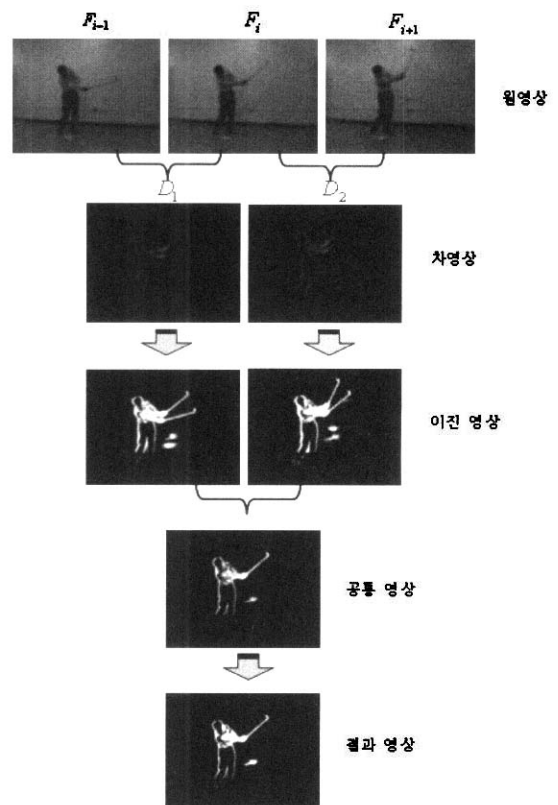 F_{i-1} F_i F_{i+1}
원영상
D_1 D_2
차영상
이진 영상
공통 영상
결과 영상